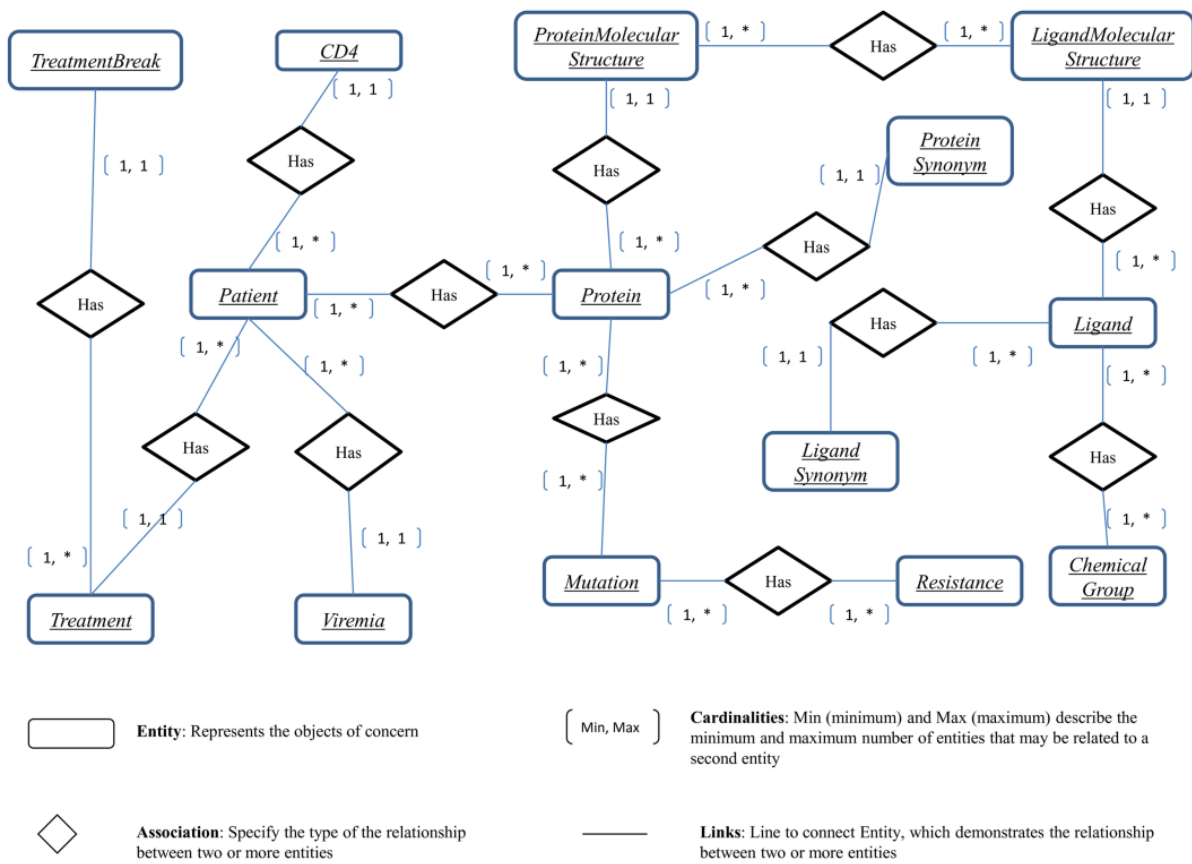 TreatmentBreak
CD4
ProteinMolecular
Structure
( 1, * )
Has
( 1, * )
LigandMolecular
Structure
( 1, 1 )
( 1, 1 )
( 1, 1 )
( 1, 1 )
Has
Has
Protein
Synonym
( 1, 1 )
Has
( 1, * )
( 1, * )
Has
( 1, * )
( 1, * )
Has
Patient
( 1, * )
Has
( 1, * )
Protein
( 1, * )
Has
Ligand
( 1, * )
( 1, * )
( 1, * )
( 1, 1 )
( 1, * )
( 1, * )
Has
Has
Has
Has
Ligand
Synonym
( 1, * )
( 1, 1 )
( 1, 1 )
( 1, * )
( 1, * )
Treatment
Viremia
Mutation
Has
Resistance
Chemical
Group
( 1, * )
( 1, * )
Entity: Represents the objects of concern
( Min, Max )
Cardinalities: Min (minimum) and Max (maximum) describe the
minimum and maximum number of entities that may be related to a
second entity
Association: Specify the type of the relationship
between two or more entities
Links: Line to connect Entity, which demonstrates the relationship
between two or more entities